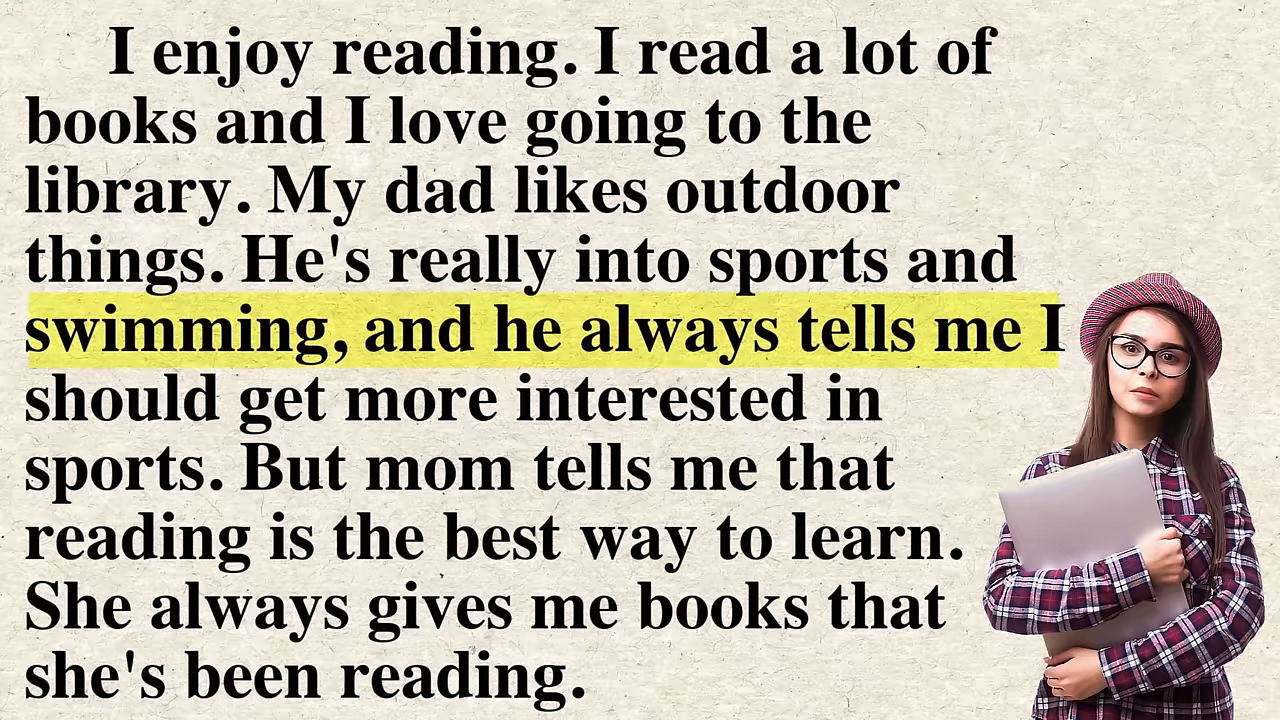 I enjoy reading. I read a lot of
books and I love going to the
library. My dad likes outdoor
things. He's really into sports and
swimming, and he always tells me I
should get more interested in
sports. But mom tells me that
reading is the best way to learn.
She always gives me books that
she's been reading.